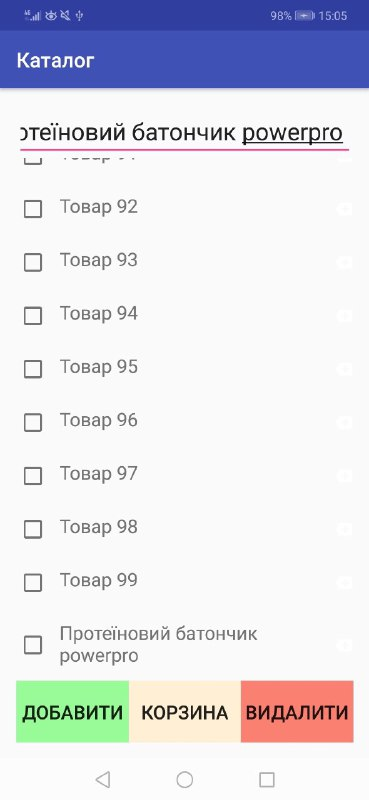 98% 15:05
Каталог
отеїновий батончик powerpro
Товар 92
Товар 93
Товар 94
Товар 95
Товар 96
Товар 97
Товар 98
Товар 99
Протеїновий батончик
powerpro
ДОБАВИТИ КОРЗИНА ВИДАЛИТИ